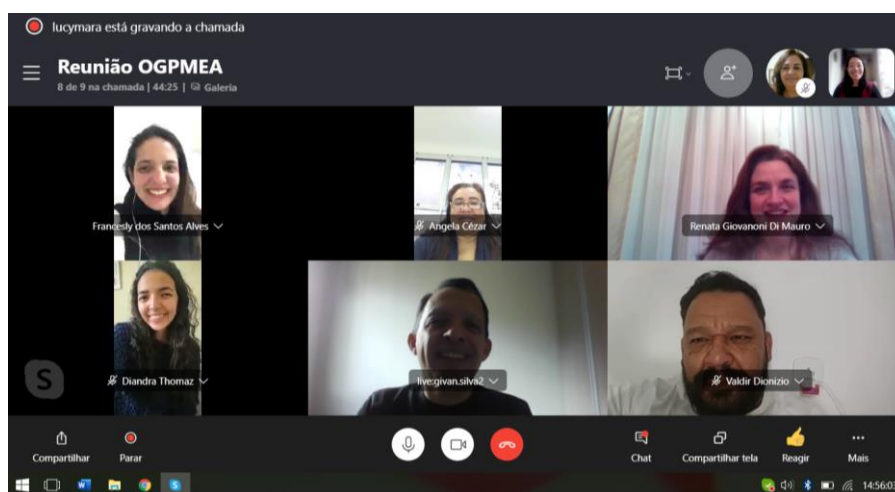 lucymara está gravando a chamada
Reunião OGPMEA
8 de 9 na chamada | 44:25 | Galeria
Francesly dos Santos Alves
Angela Cézar
Renata Giovanoni Di Mauro
Diandra Thomaz
live:givan.silva2
Valdir Dionizio
S
Compartilhar
Parar
Chat
Compartilhar tela
Reagir
Mais
W
S
14:56:0